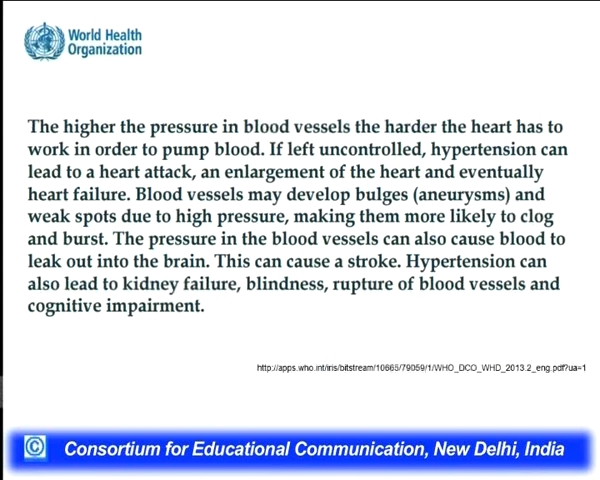 World Health
Organization
The higher the pressure in blood vessels the harder the heart has to
work in order to pump blood. If left uncontrolled, hypertension can
lead to a heart attack, an enlargement of the heart and eventually
heart failure. Blood vessels may develop bulges (aneurysms) and
weak spots due to high pressure, making them more likely to clog
and burst. The pressure in the blood vessels can also cause blood to
leak out into the brain. This can cause a stroke. Hypertension can
also lead to kidney failure, blindness, rupture of blood vessels and
cognitive impairment.
http://apps.who.int/iris/bitstream/10665/79059/1/WHO_DCO_WHD_2013.2_eng.pdf?ua=1
© Consortium for Educational Communication, New Delhi, India